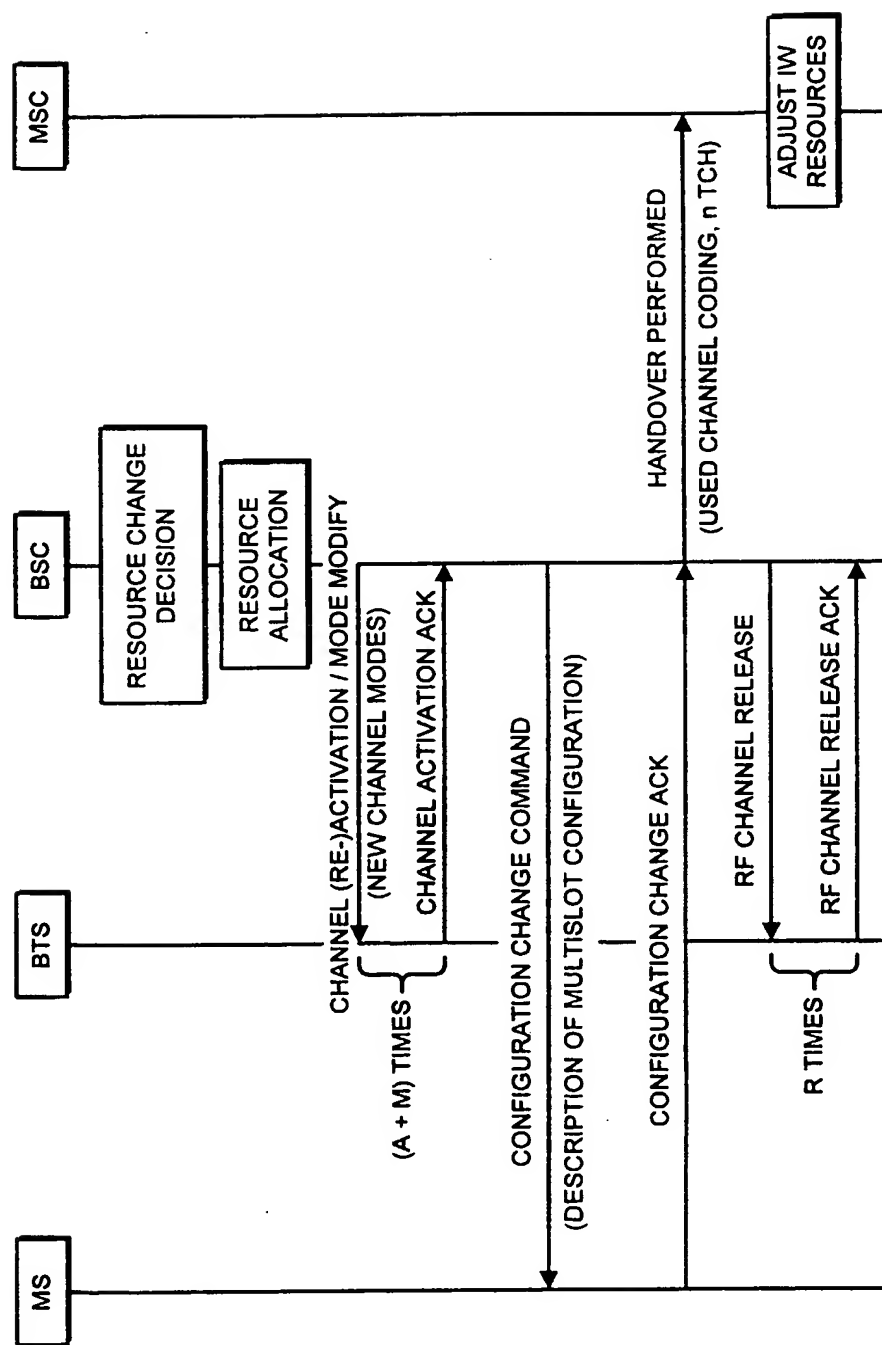 MS
BTS
BSC
MSC
RESOURCE CHANGE
DECISION
RESOURCE
ALLOCATION
CHANNEL (RE-)ACTIVATION / MODE MODIFY
(NEW CHANNEL MODES)
CHANNEL ACTIVATION ACK
(A + M) TIMES
CONFIGURATION CHANGE COMMAND
(DESCRIPTION OF MULTISLOT CONFIGURATION)
CONFIGURATION CHANGE ACK
HANDOVER PERFORMED
(USED CHANNEL CODING, n TCH)
RF CHANNEL RELEASE
RF CHANNEL RELEASE ACK
R TIMES
ADJUST IW
RESOURCES